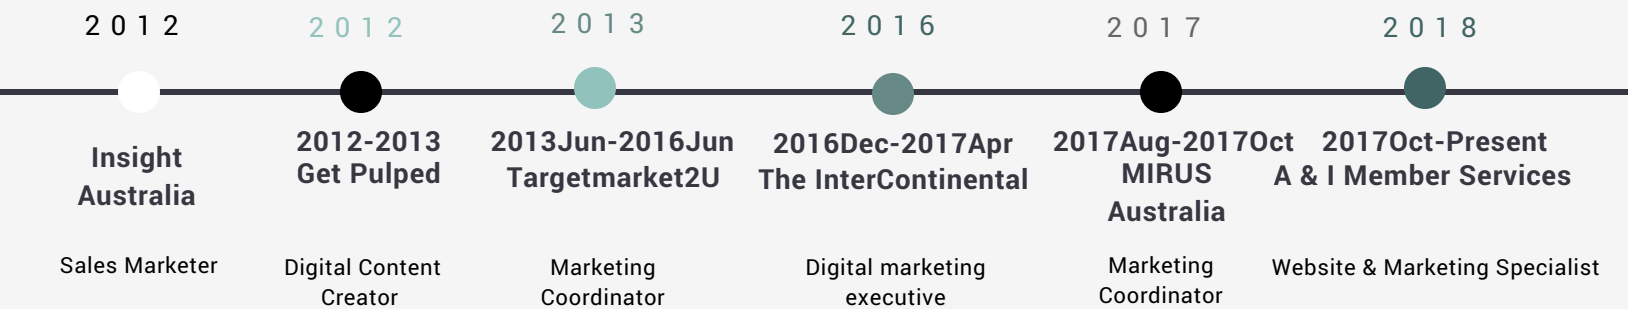 2012
2012
2013
2016
2017
2018
Insight
Australia
Sales Marketer
2012-2013
Get Pulped
Digital Content
Creator
2013Jun-2016Jun
Targetmarket2U
Marketing
Coordinator
2016Dec-2017Apr
The InterContinental
Digital marketing
executive
2017Aug-2017Oct
MIRUS
Australia
Marketing
Coordinator
2017Oct-Present
A & I Member Services
Website & Marketing Specialist